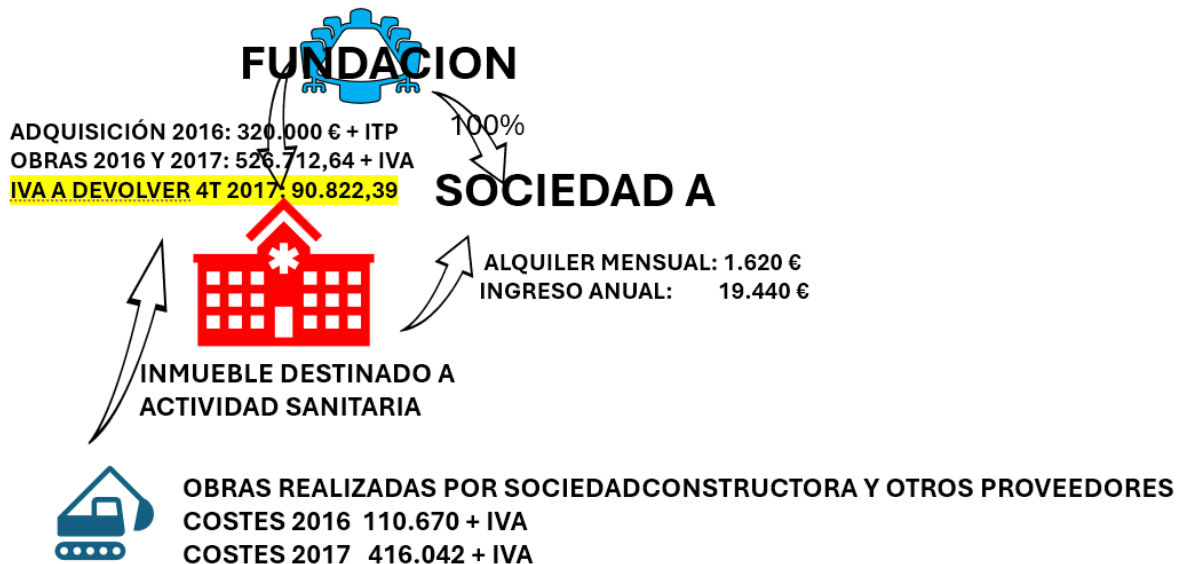 FUNDACION
100%
ADQUISICIÓN 2016: 320.000 € + ITP
OBRAS 2016 Y 2017: 526.712,64 + IVA
IVA A DEVOLVER 4T 2017: 90.822,39
SOCIEDAD A
ALQUILER MENSUAL: 1.620 €
INGRESO ANUAL: 19.440 €
INMUEBLE DESTINADO A
ACTIVIDAD SANITARIA
OBRAS REALIZADAS POR SOCIEDADCONSTRUCTORA Y OTROS PROVEEDORES
COSTES 2016 110.670 + IVA
COSTES 2017 416.042 + IVA